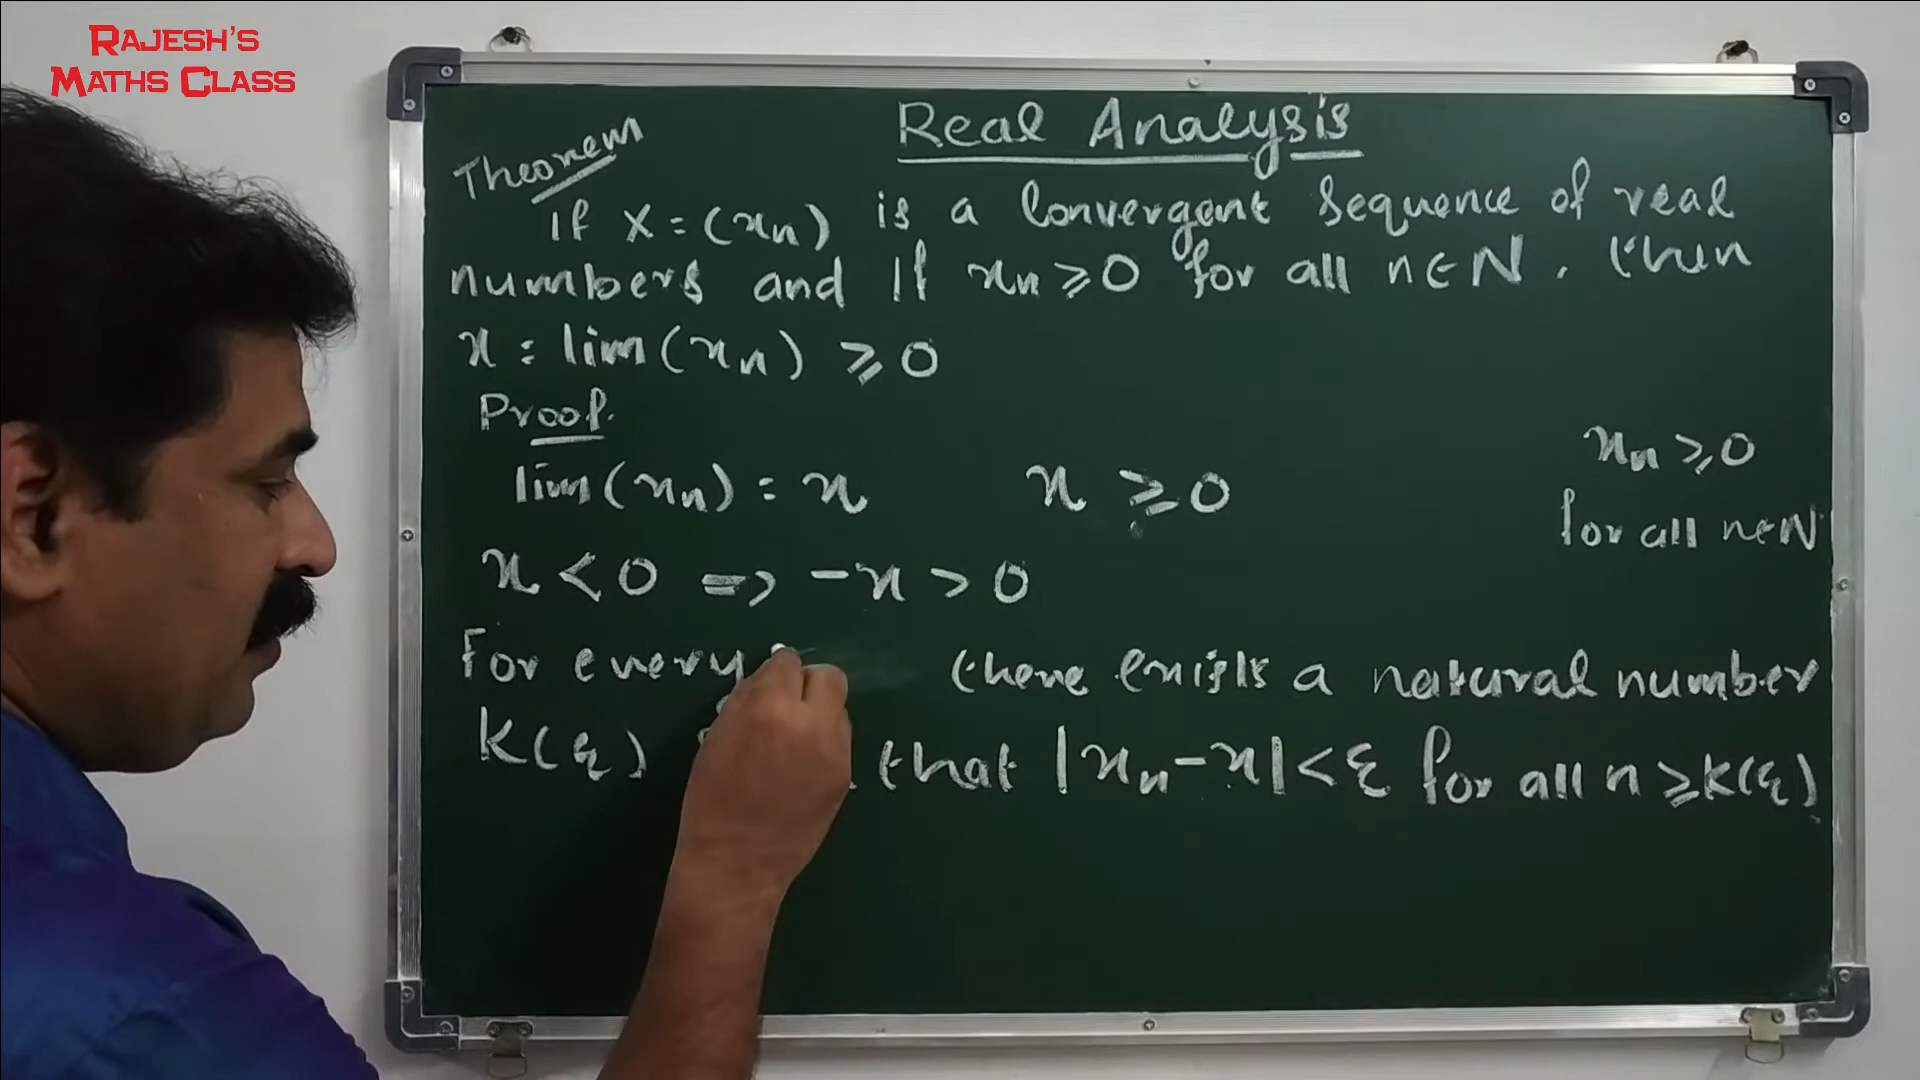 RAJESH'S
MATHS CLASS
Real Analysis
Theorem
If X = (xn) is a Convergent Sequence of real
numbers and if xn ≥ 0 for all n ∈ N, then
x = lim(xn) ≥ 0
Proof.
lim(xn) = x x ≥ 0
xn ≥ 0
for all n ∈ N
x < 0 => -x > 0
For every there exists a natural number
K(ε) that |xn - x| < ε for all n ≥ K(ε)